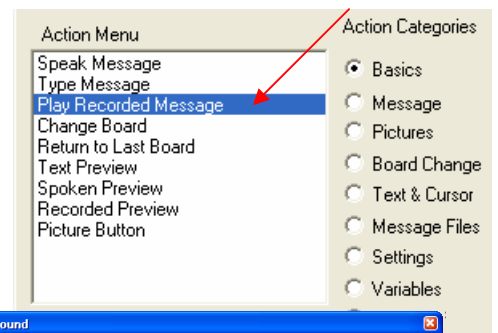 Action Menu
Speak Message
Type Message
Play Recorded Message
Change Board
Return to Last Board
Text Preview
Spoken Preview
Recorded Preview
Picture Button
Action Categories
Basics
Message
Pictures
Board Change
Text & Cursor
Message Files
Settings
Variables
ound